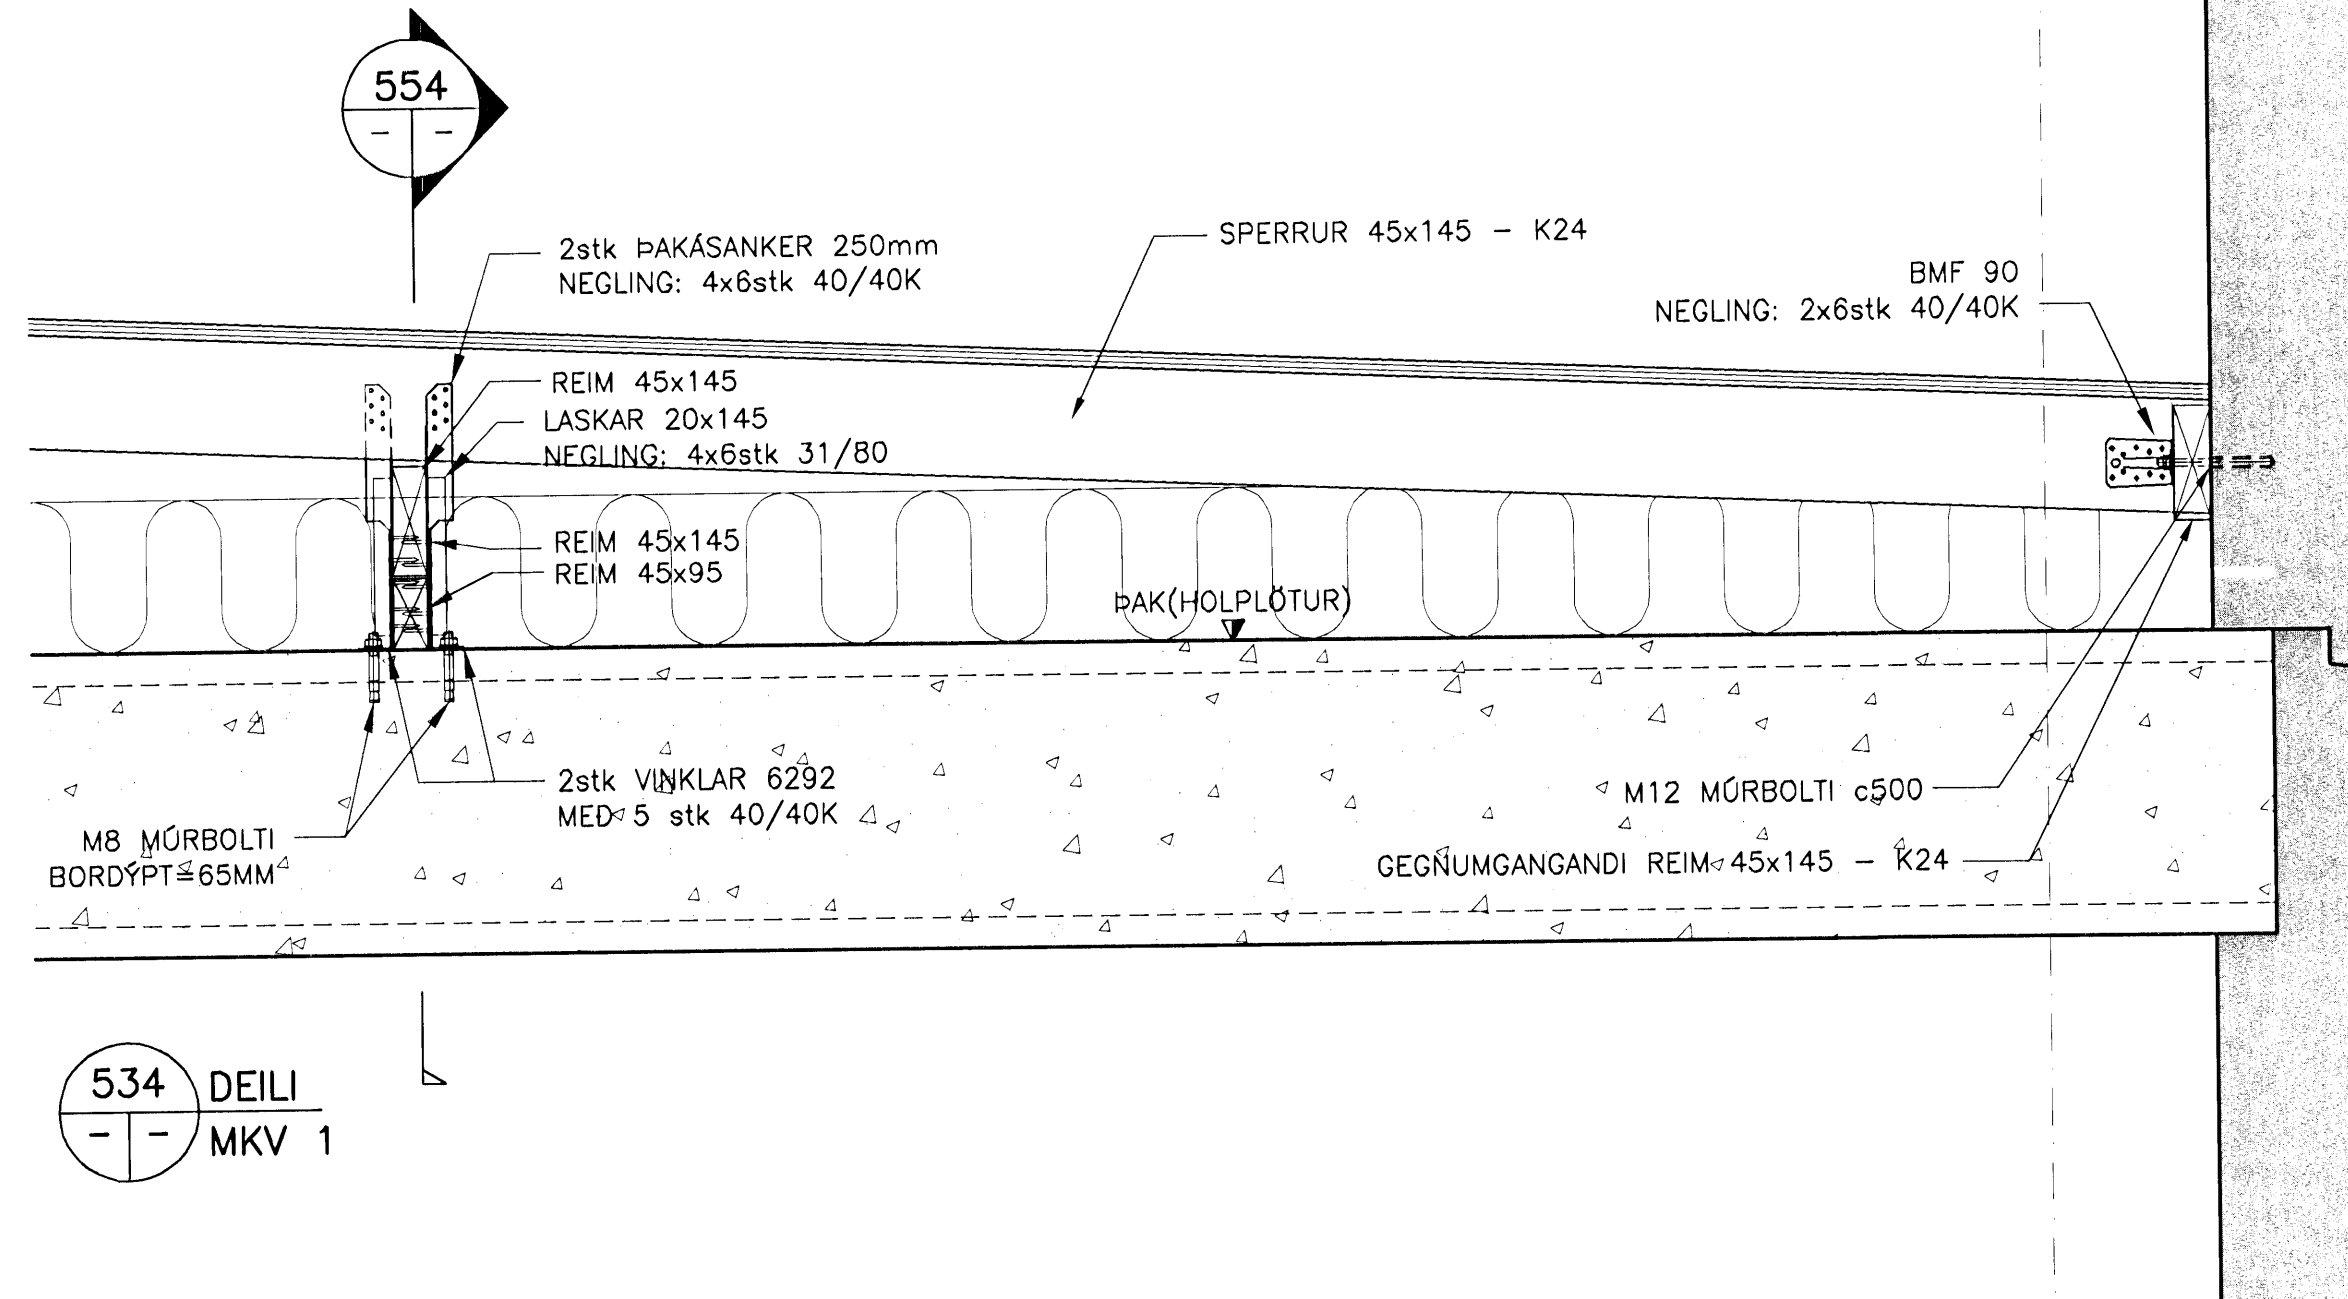 554
- -
2stk ÞAKÁSANKER 250mm
NEGLING: 4x6stk 40/40K
SPERRUR 45x145 - K24
BMF 90
NEGLING: 2x6stk 40/40K
REIM 45x145
LASKAR 20x145
NEGLING: 4x6stk 31/80
REIM 45x145
REIM 45x95
ÞAK(HOLPLÖTUR)
2stk VINKLAR 6292
MEÐ 5 stk 40/40K
M8 MÚRBOLTI
BORDÝPT≧65MM
M12 MÚRBOLTI c500
GEGNUMGANGANDI REIM 45x145 - K24
534 DEILI
- - MKV 1